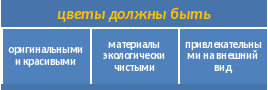 цветы должны быть
оригинальными
и красивыми
материалы
экологически
чистыми
привлекательны
ми на внешний
вид